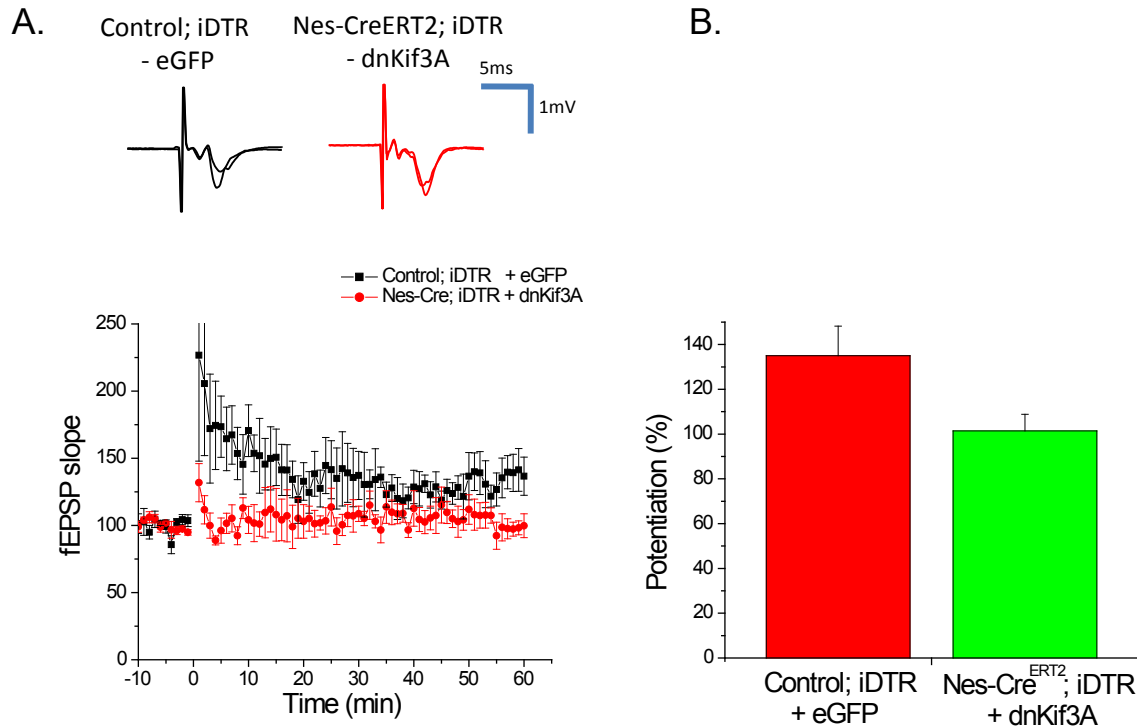 A.
Control; iDTR
- eGFP
Nes-CreERT2; iDTR
- dnKif3A
5ms
1mV
Control; iDTR + eGFP
Nes-Cre; iDTR + dnKif3A
250
200
150
100
50
0
fEPSP slope
-10 0 10 20 30 40 50 60
Time (min)
B.
140
120
100
80
60
40
20
0
Potentiation (%)
Control; iDTR
+ eGFP
Nes-Cre ERT2; iDTR
+ dnKif3A